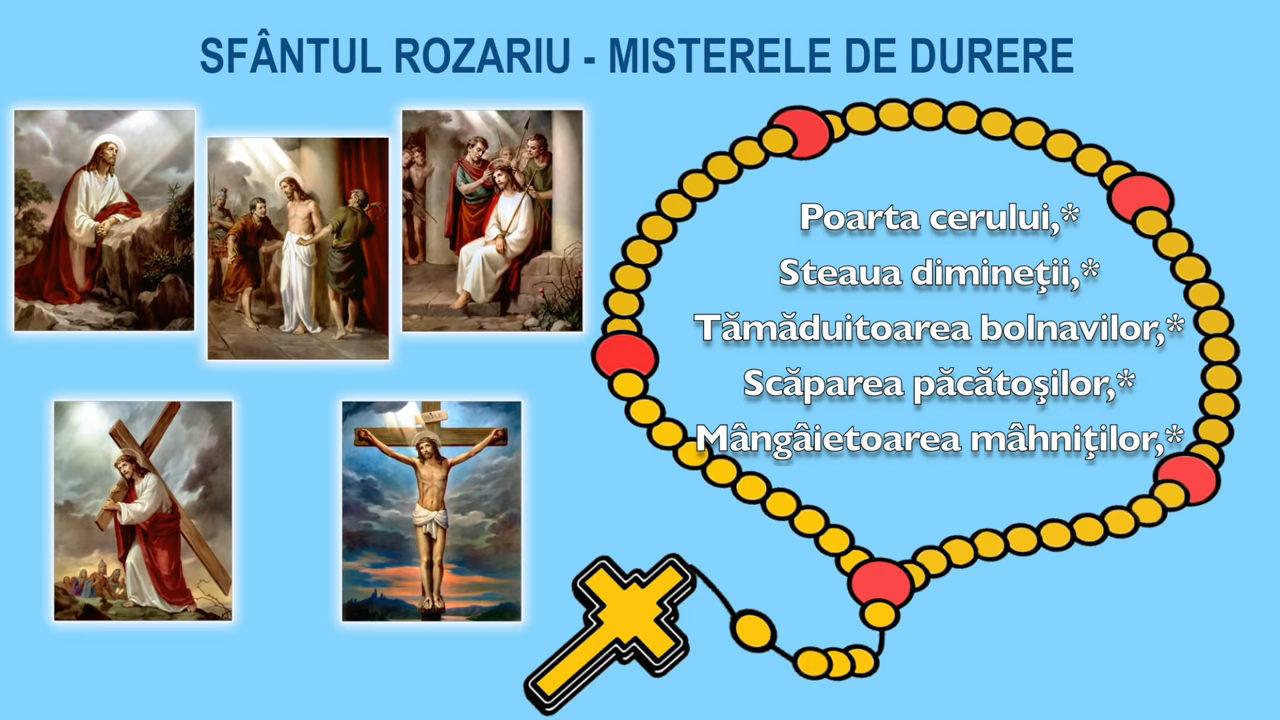 SFÂNTUL ROZARIU - MISTERELE DE DURERE
Poarta cerului,*
Steaua dimineţii,*
Tămăduitoarea bolnavilor,*
Scăparea păcătoşilor,*
Mângâietoarea mâhniţilor,*